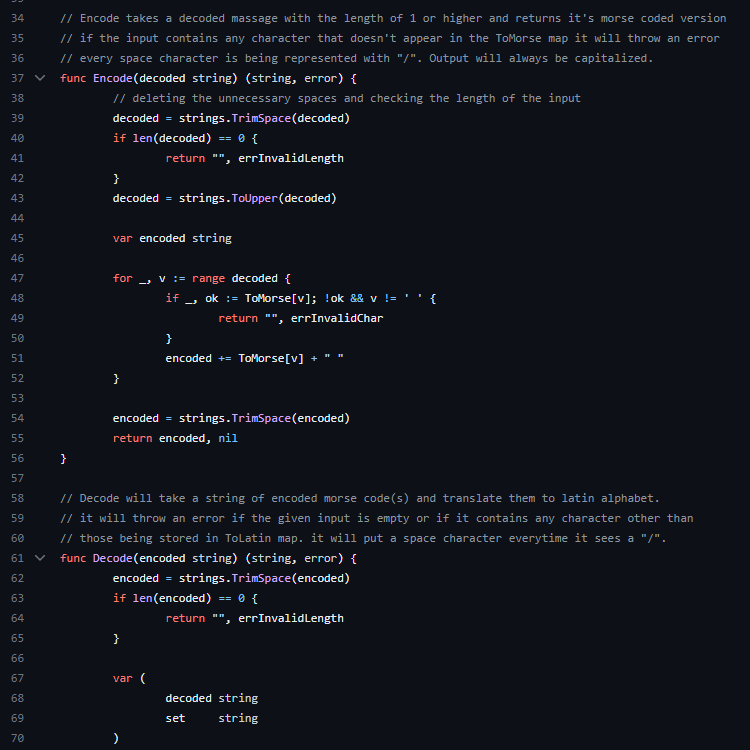 34 // Encode takes a decoded massage with the length of 1 or higher and returns it's morse coded version
35 // if the input contains any character that doesn't appear in the ToMorse map it will throw an error
36 // every space character is being represented with "/". Output will always be capitalized.
37 func Encode(decoded string) (string, error) {
38 // deleting the unnecessary spaces and checking the length of the input
39 decoded = strings.TrimSpace(decoded)
40 if len(decoded) == 0 {
41 return "", errInvalidLength
42 }
43 decoded = strings.ToUpper(decoded)
44
45 var encoded string
46
47 for _, v := range decoded {
48 if _, ok := ToMorse[v]; !ok && v != ' ' {
49 return "", errInvalidChar
50 }
51 encoded += ToMorse[v] + " "
52 }
53
54 encoded = strings.TrimSpace(encoded)
55 return encoded, nil
56 }
57
58 // Decode will take a string of encoded morse code(s) and translate them to latin alphabet.
59 // it will throw an error if the given input is empty or if it contains any character other than
60 // those being stored in ToLatin map. it will put a space character everytime it sees a "/".
61 func Decode(encoded string) (string, error) {
62 encoded = strings.TrimSpace(encoded)
63 if len(encoded) == 0 {
64 return "", errInvalidLength
65 }
66
67 var (
68 decoded string
69 set string
70 )